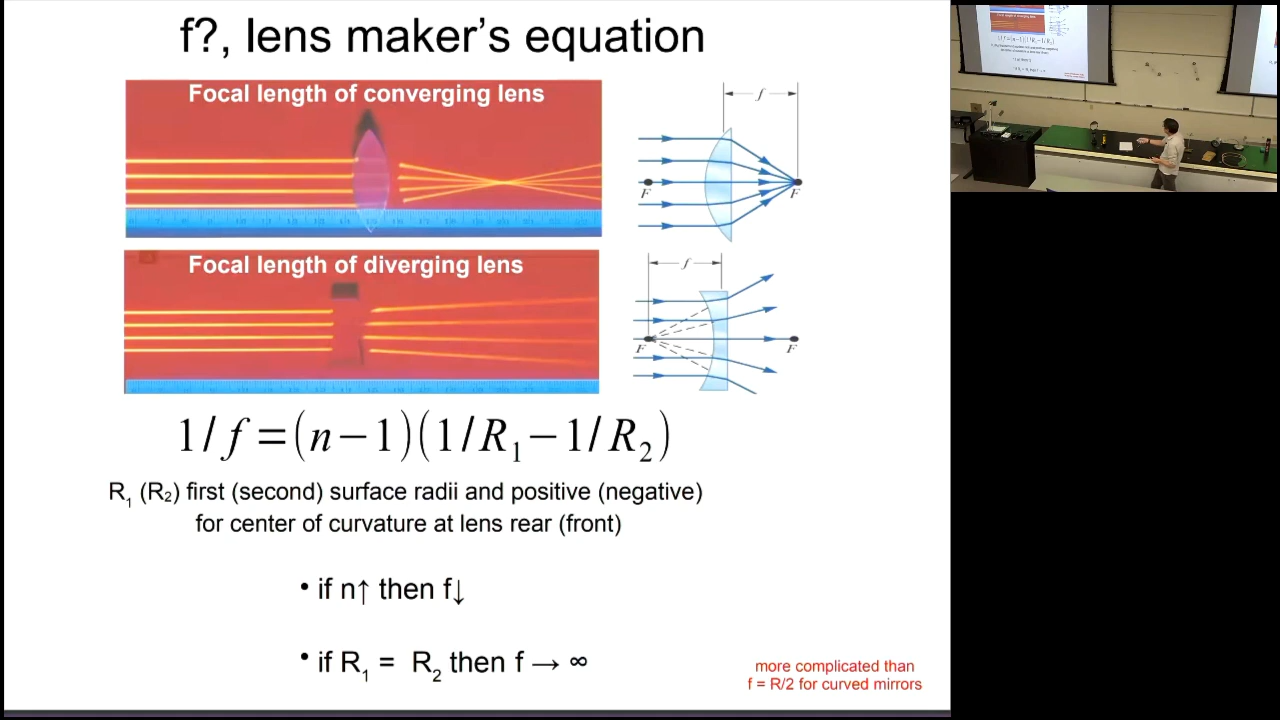 f?, lens maker's equation
Focal length of converging lens
f
F
F
Focal length of diverging lens
f
F
F
1/f=(n−1)(1/R₁−1/R₂)
R₁ (R₂) first (second) surface radii and positive (negative)
for center of curvature at lens rear (front)
• if n↑ then f↓
• if R₁ = R₂ then f → ∞
more complicated than
f = R/2 for curved mirrors